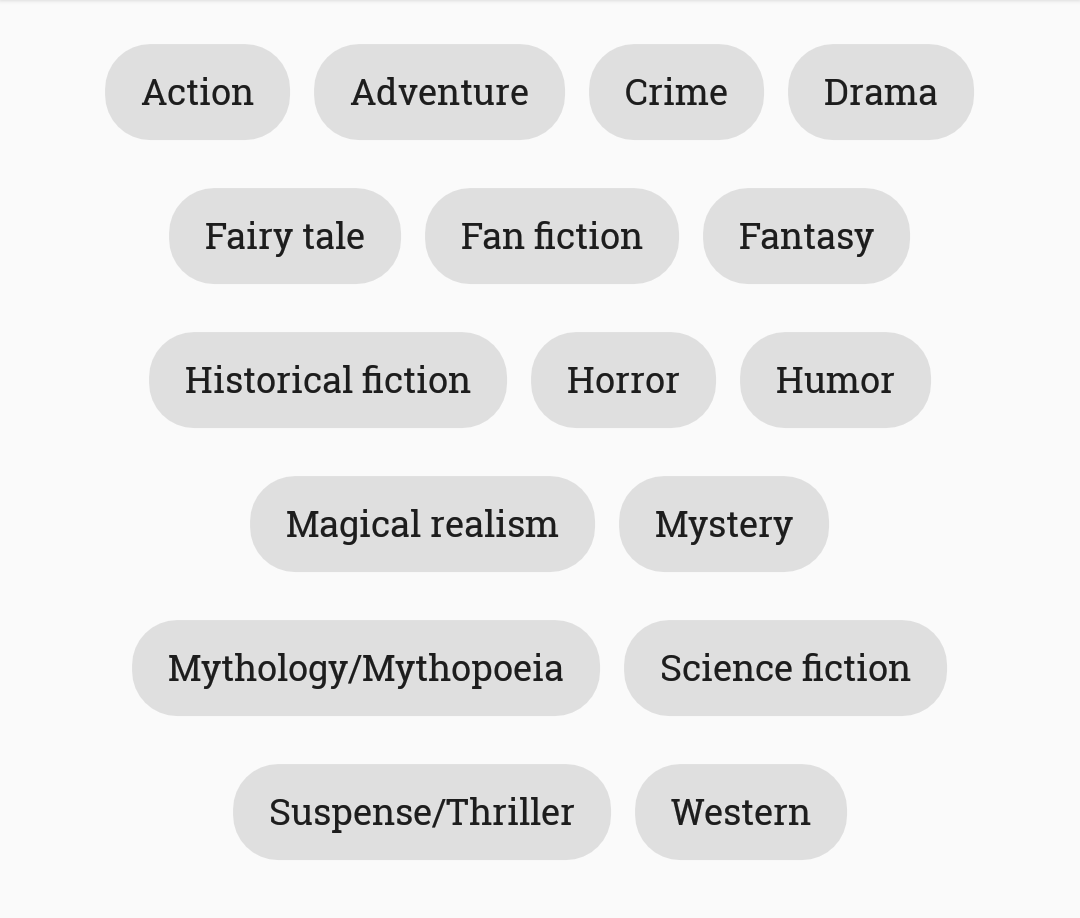 Action Adventure Crime Drama
Fairy tale Fan fiction Fantasy
Historical fiction Horror Humor
Magical realism Mystery
Mythology/Mythopoeia Science fiction
Suspense/Thriller Western